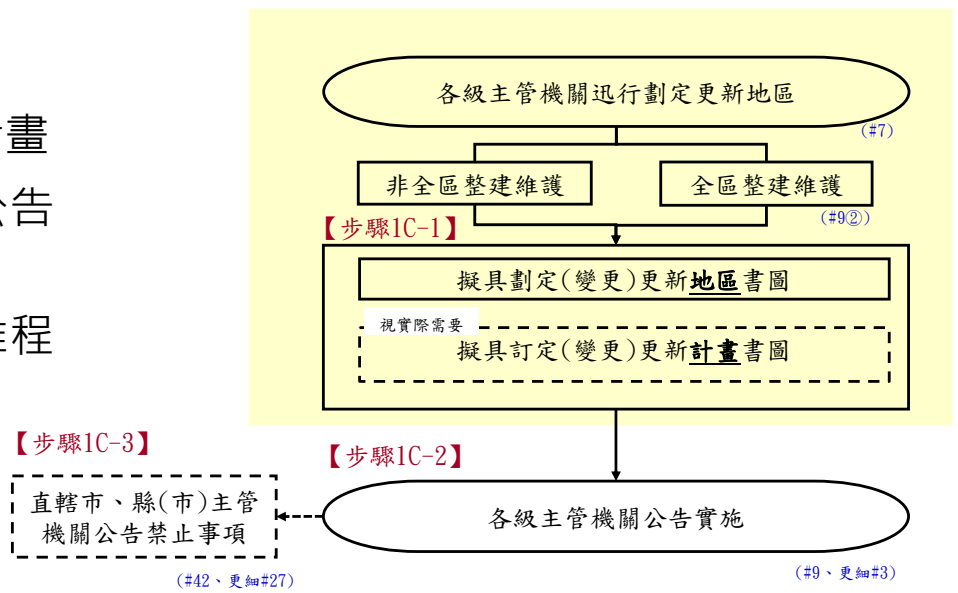 各級主管機關迅行劃定更新地區
(#7)
非全區整建維護
全區整建維護
(#9②)
【步驟1C-1】
擬具劃定(變更)更新地區書圖
視實際需要
擬具訂定(變更)更新計畫書圖
畫
告
程
【步驟1C-3】
【步驟1C-2】
直轄市、縣(市)主管
機關公告禁止事項
各級主管機關公告實施
(#42、更細#27)
(#9、更細#3)